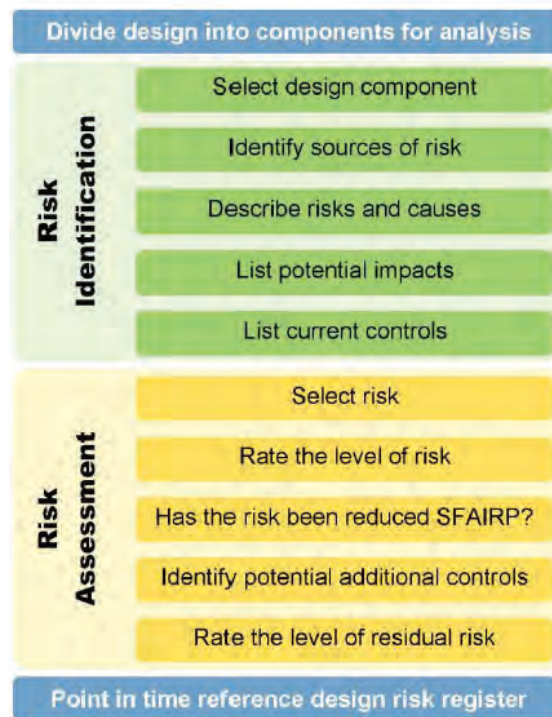 Divide design into components for analysis
Risk
Identification
Select design component
Identify sources of risk
Describe risks and causes
List potential impacts
List current controls
Risk
Assessment
Select risk
Rate the level of risk
Has the risk been reduced SFAIRP?
Identify potential additional controls
Rate the level of residual risk
Point in time reference design risk register